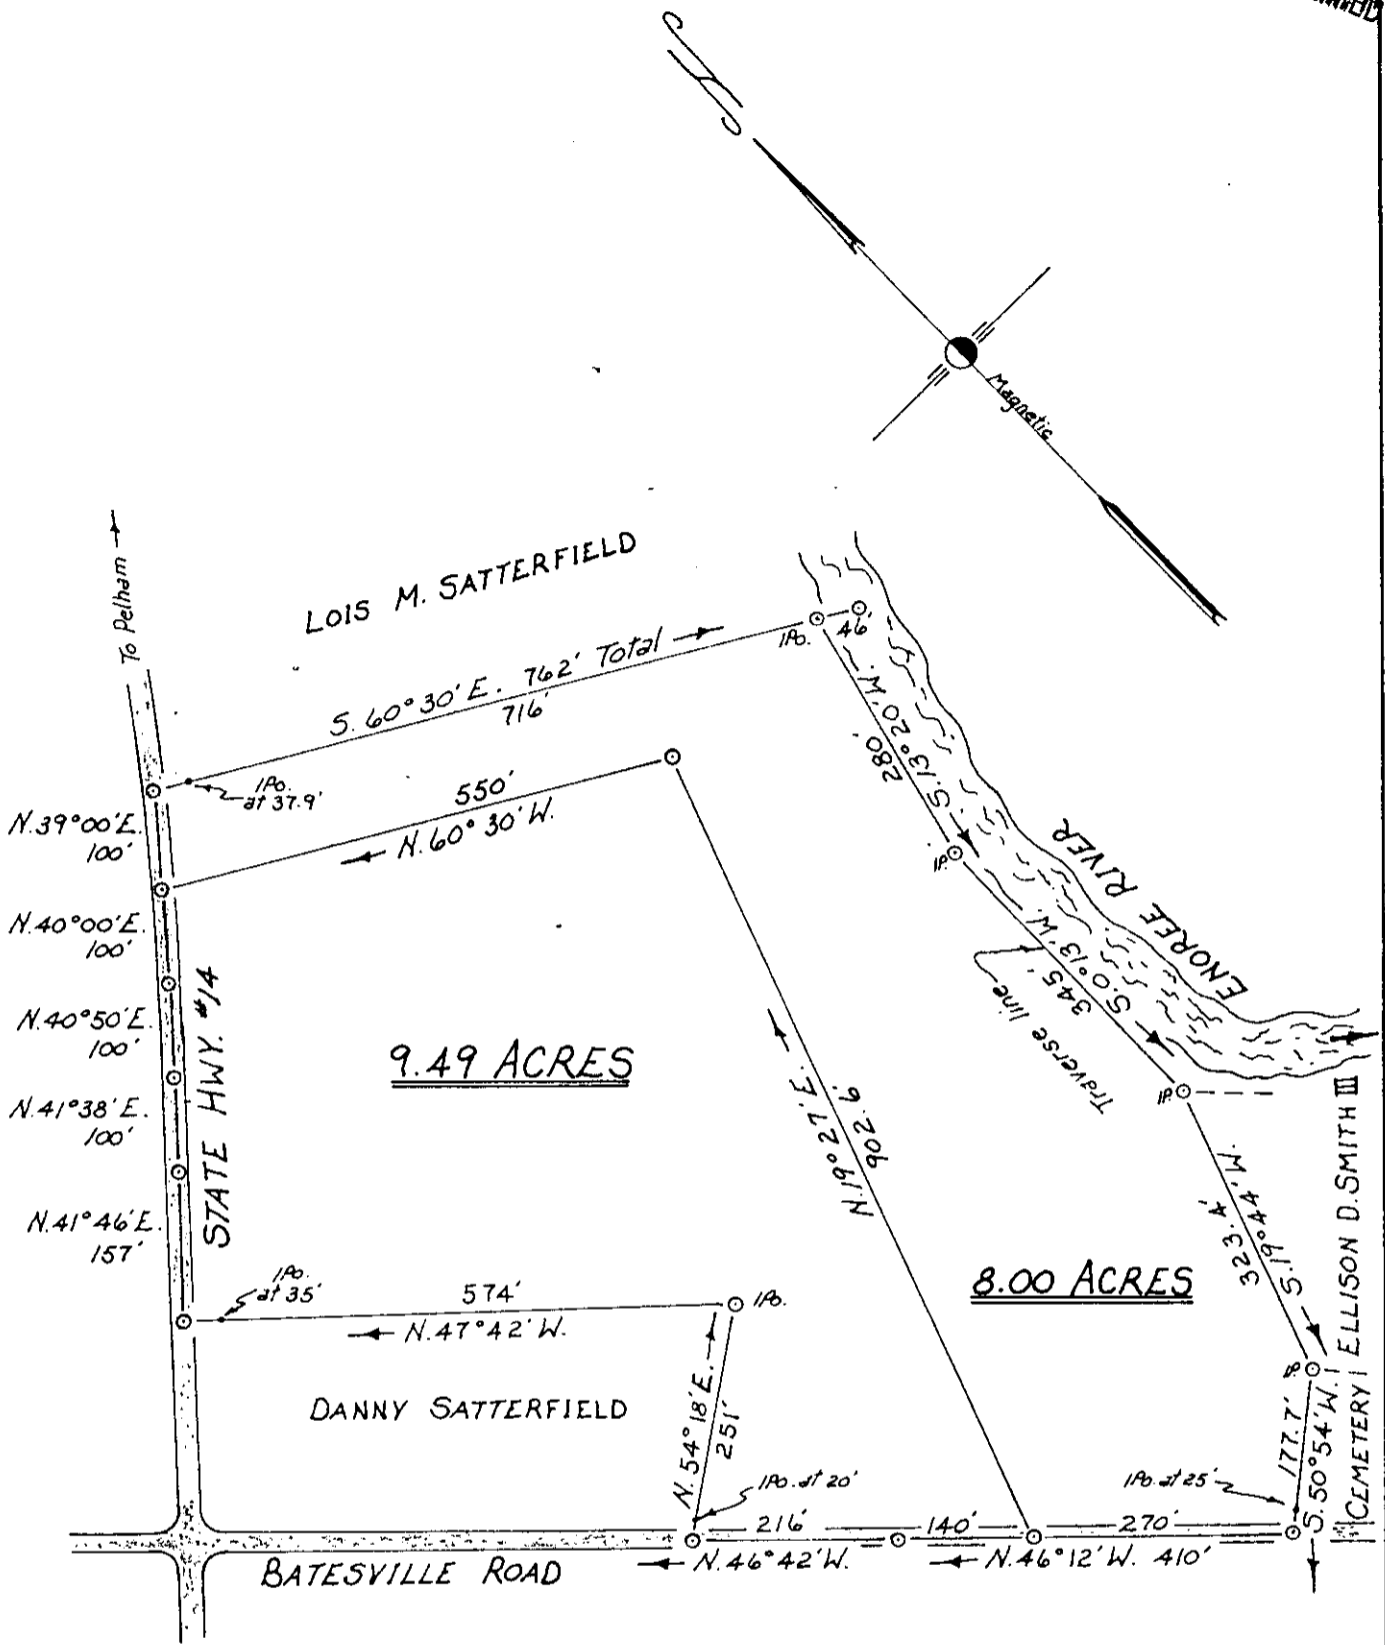 Magnetic
To Pelham
LOIS M. SATTERFIELD
S. 60°30' E. 762' Total
716'
IPo.
46'
IPo.
at 37.9'
550'
N. 60°30' W.
N. 39°00' E.
100'
N. 40°00' E.
100'
N. 40°50' E.
100'
N. 41°38' E.
100'
N. 41°46' E.
157'
STATE HWY. #14
S. 13°20' W.
280'
IP.
ENOREE RIVER
S. 0°13' W.
345'
Traverse line
IP.
9.49 ACRES
N. 19°27' E.
902.6'
S. 19°44' W.
323.4'
8.00 ACRES
IPo.
at 35'
574'
N. 47°42' W.
IPo.
DANNY SATTERFIELD
N. 54°18' E.
251'
IPo. at 20'
IP.
177.7'
S. 50°54' W.
IPo. at 25'
CEMETERY
ELLISON D. SMITH III
216'
140'
270'
N. 46°42' W.
N. 46°12' W. 410'
BATESVILLE ROAD